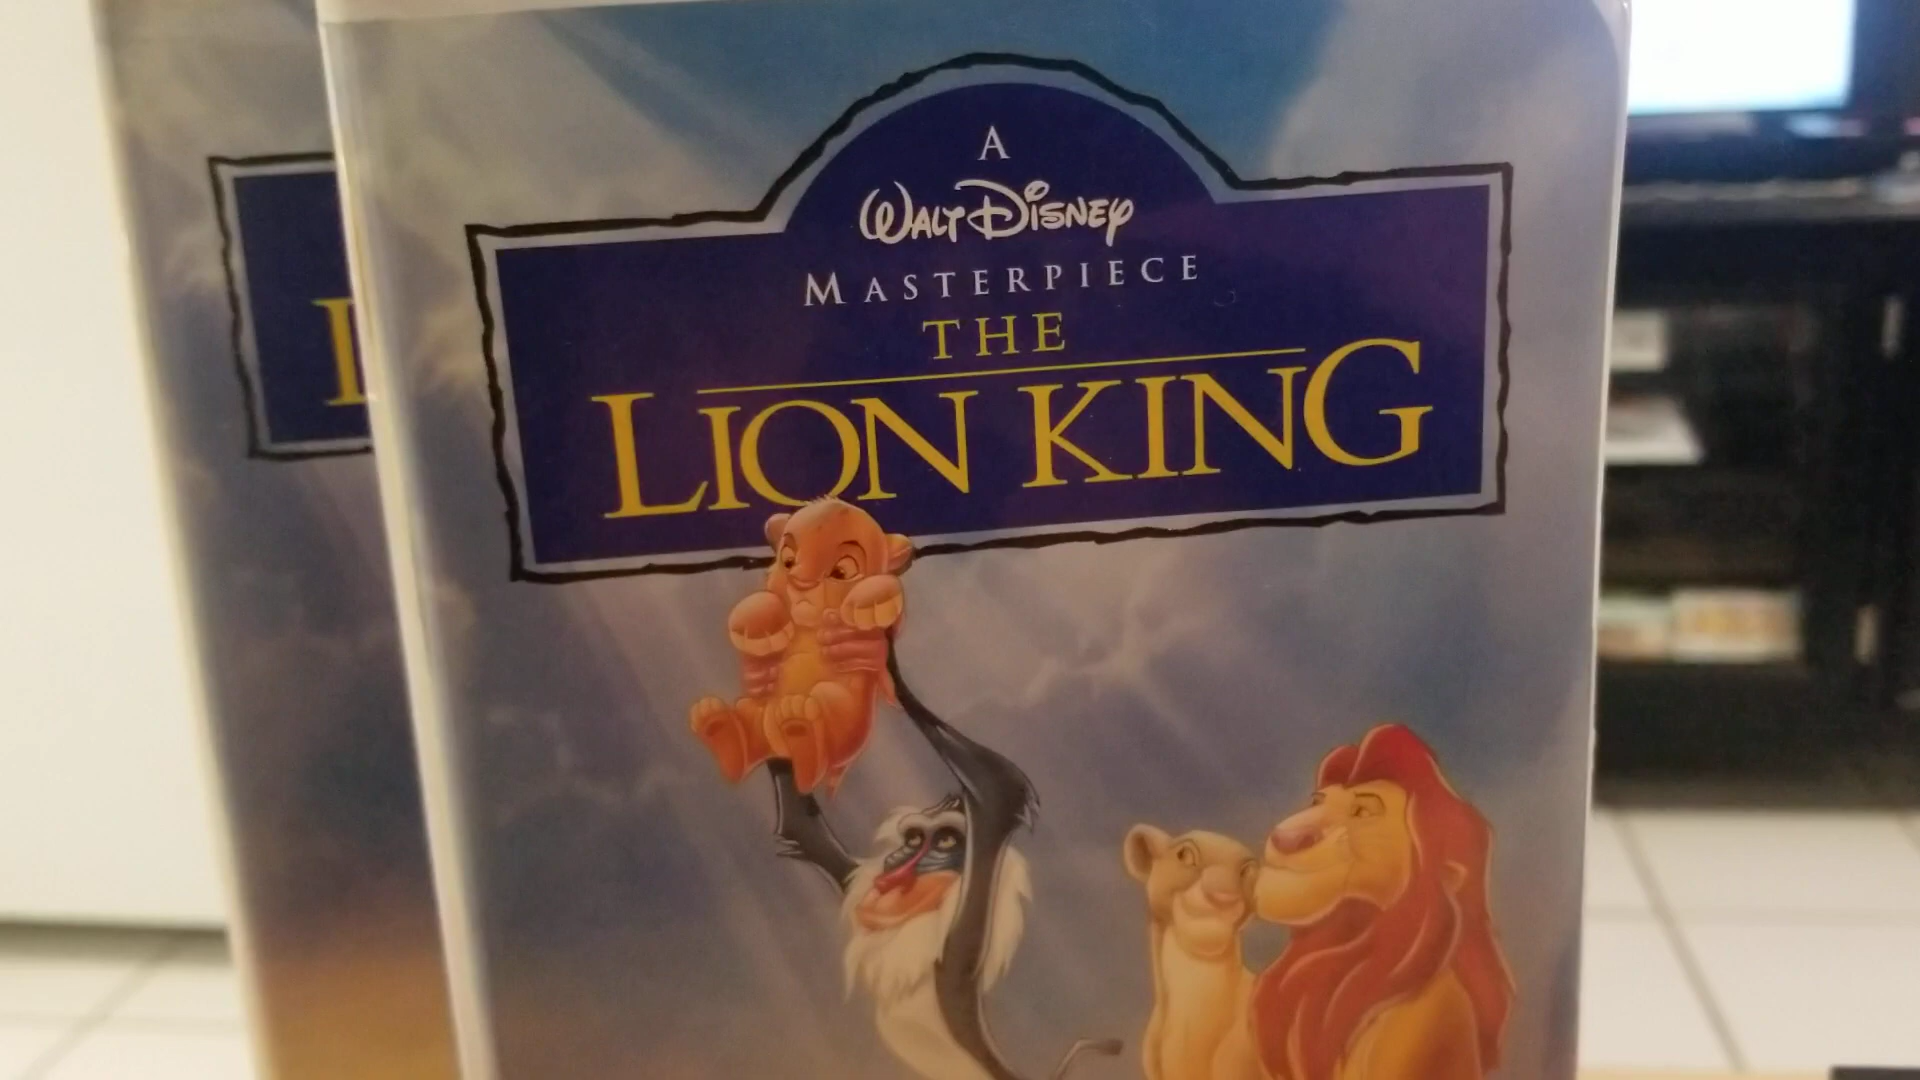 A
WALT DISNEY
MASTERPIECE
THE
LION KING
L